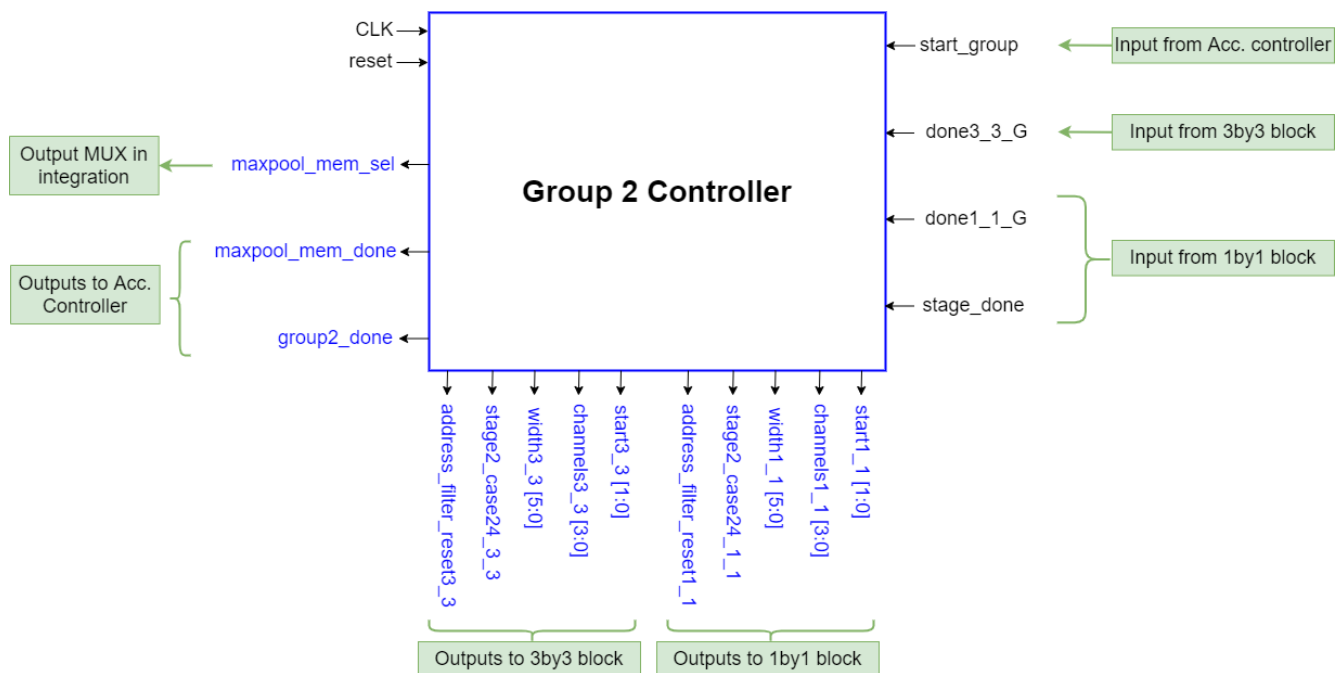 CLK
reset
start_group
Input from Acc. controller
done3_3_G
Input from 3by3 block
Output MUX in
integration
maxpool_mem_sel
Group 2 Controller
done1_1_G
Input from 1by1 block
maxpool_mem_done
Outputs to Acc.
Controller
stage_done
group2_done
address_filter_reset3_3
stage2_case24_3_3
width3_3 [5:0]
channels3_3 [3:0]
start3_3 [1:0]
address_filter_reset1_1
stage2_case24_1_1
width1_1 [5:0]
channels1_1 [3:0]
start1_1 [1:0]
Outputs to 3by3 block
Outputs to 1by1 block